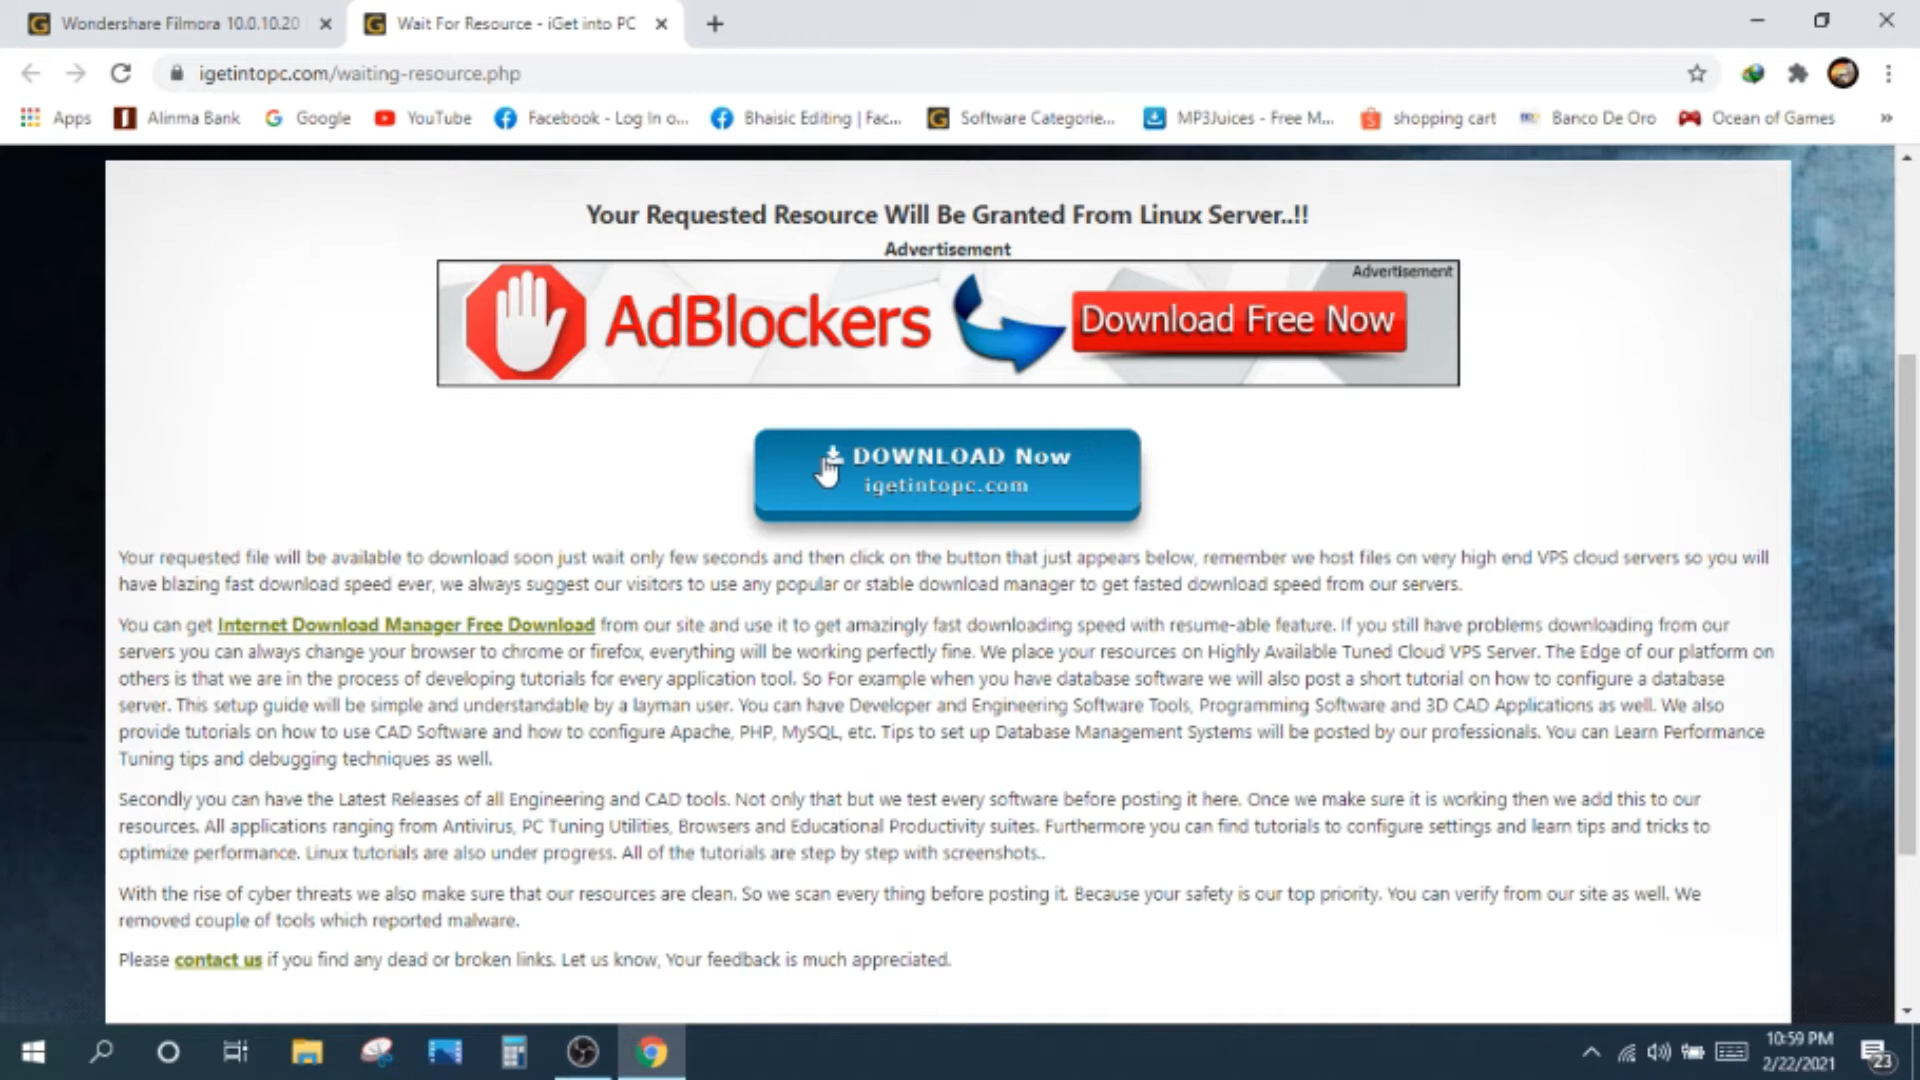 Wondershare Filmora 10.0.10.20
Wait For Resource - iGet into PC
igetintopc.com/waiting-resource.php
Apps
Alinma Bank
Google
YouTube
Facebook - Log In o...
Bhaisic Editing | Fac...
Software Categorie...
MP3Juices - Free M...
shopping cart
Banco De Oro
Ocean of Games
»
Your Requested Resource Will Be Granted From Linux Server..!!
Advertisement
Advertisement
AdBlockers
Download Free Now
DOWNLOAD Now
igetintopc.com
Your requested file will be available to download soon just wait only few seconds and then click on the button that just appears below, remember we host files on very high end VPS cloud servers so you will
have blazing fast download speed ever, we always suggest our visitors to use any popular or stable download manager to get fasted download speed from our servers.
You can get Internet Download Manager Free Download from our site and use it to get amazingly fast downloading speed with resume-able feature. If you still have problems downloading from our
servers you can always change your browser to chrome or firefox, everything will be working perfectly fine. We place your resources on Highly Available Tuned Cloud VPS Server. The Edge of our platform on
others is that we are in the process of developing tutorials for every application tool. So For example when you have database software we will also post a short tutorial on how to configure a database
server. This setup guide will be simple and understandable by a layman user. You can have Developer and Engineering Software Tools, Programming Software and 3D CAD Applications as well. We also
provide tutorials on how to use CAD Software and how to configure Apache, PHP, MySQL, etc. Tips to set up Database Management Systems will be posted by our professionals. You can Learn Performance
Tuning tips and debugging techniques as well.
Secondly you can have the Latest Releases of all Engineering and CAD tools. Not only that but we test every software before posting it here. Once we make sure it is working then we add this to our
resources. All applications ranging from Antivirus, PC Tuning Utilities, Browsers and Educational Productivity suites. Furthermore you can find tutorials to configure settings and learn tips and tricks to
optimize performance. Linux tutorials are also under progress. All of the tutorials are step by step with screenshots..
With the rise of cyber threats we also make sure that our resources are clean. So we scan every thing before posting it. Because your safety is our top priority. You can verify from our site as well. We
removed couple of tools which reported malware.
Please contact us if you find any dead or broken links. Let us know, Your feedback is much appreciated.
10:59 PM
2/22/2021
23